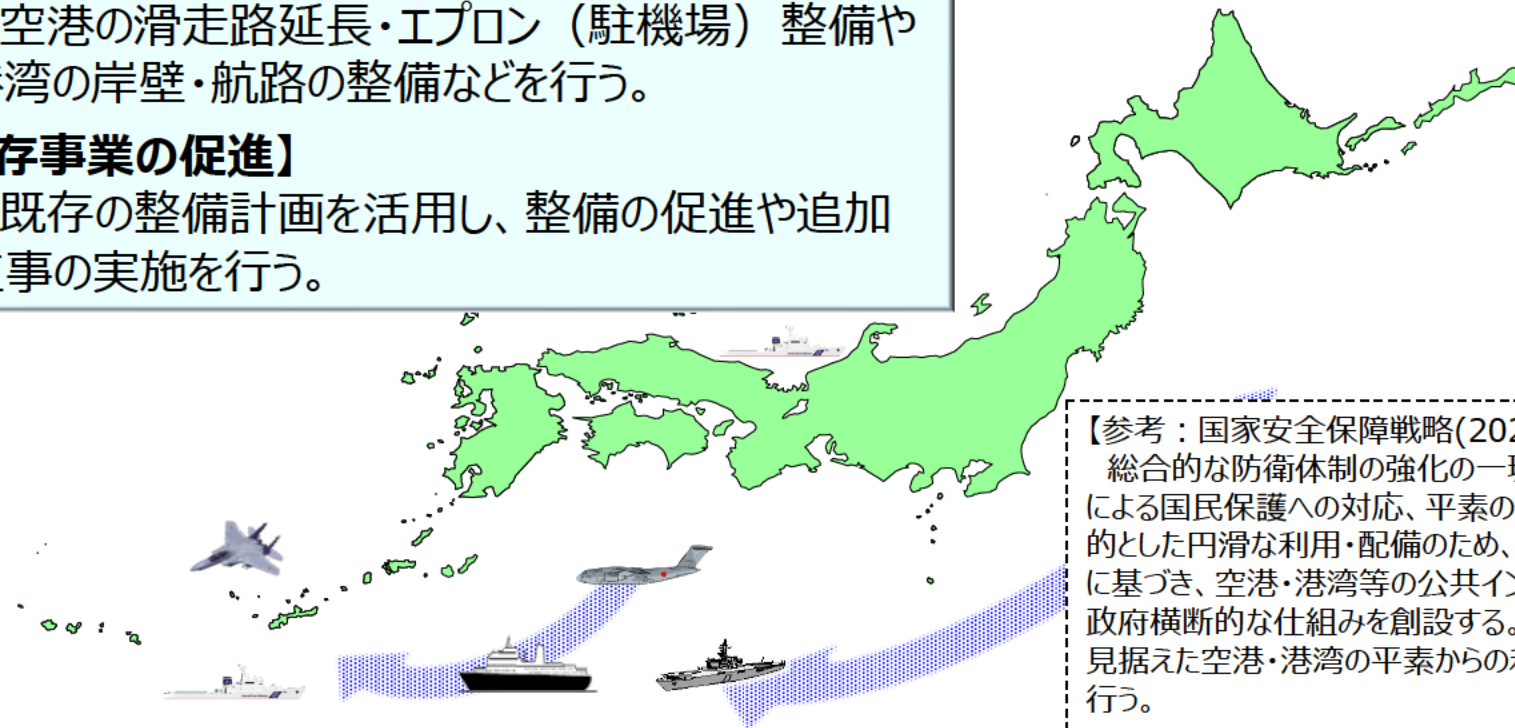 空港の滑走路延長・エプロン（駐機場）整備や
湾の岸壁・航路の整備などを行う。
存事業の促進】
既存の整備計画を活用し、整備の促進や追加
事の実施を行う。
【参考：国家安全保障戦略(202
総合的な防衛体制の強化の一
による国民保護への対応、平素の
的とした円滑な利用・配備のため、
に基づき、空港・港湾等の公共イン
政府横断的な仕組みを創設する。
見据えた空港・港湾の平素からの
行う。